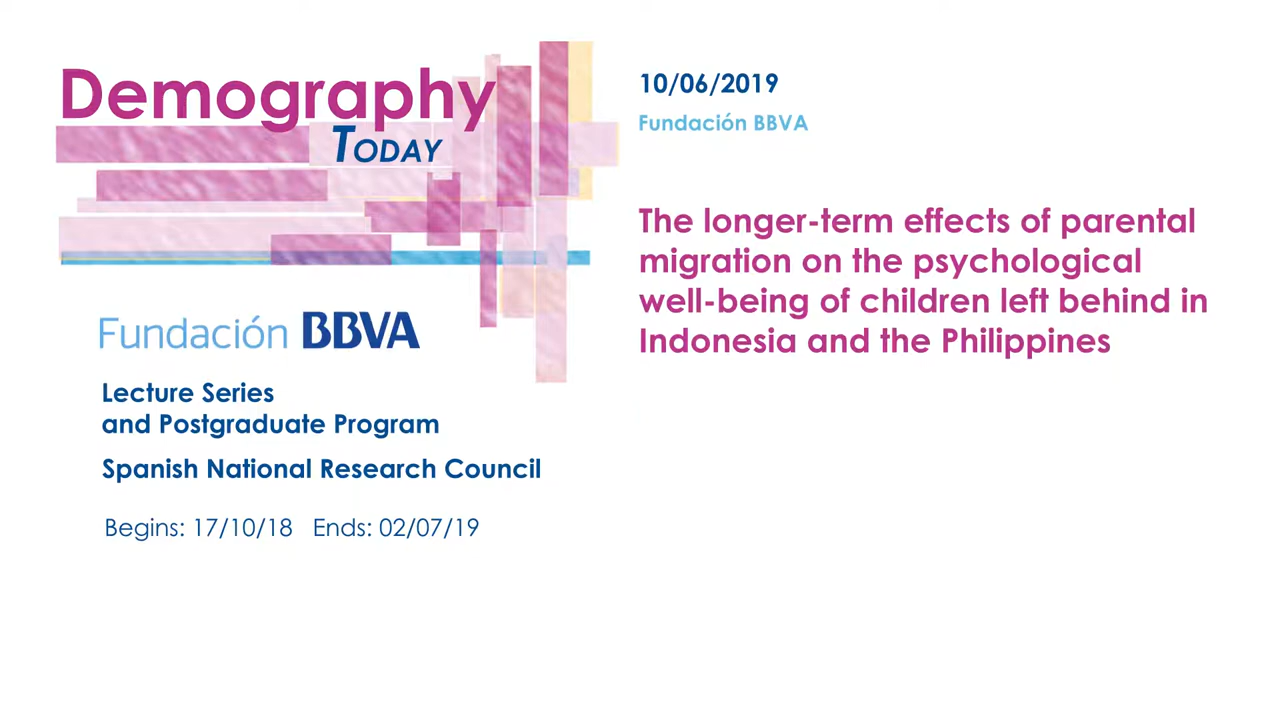 Demography
TODAY
Fundación BBVA
Lecture Series
and Postgraduate Program
Spanish National Research Council
Begins: 17/10/18 Ends: 02/07/19
10/06/2019
Fundación BBVA
The longer-term effects of parental
migration on the psychological
well-being of children left behind in
Indonesia and the Philippines